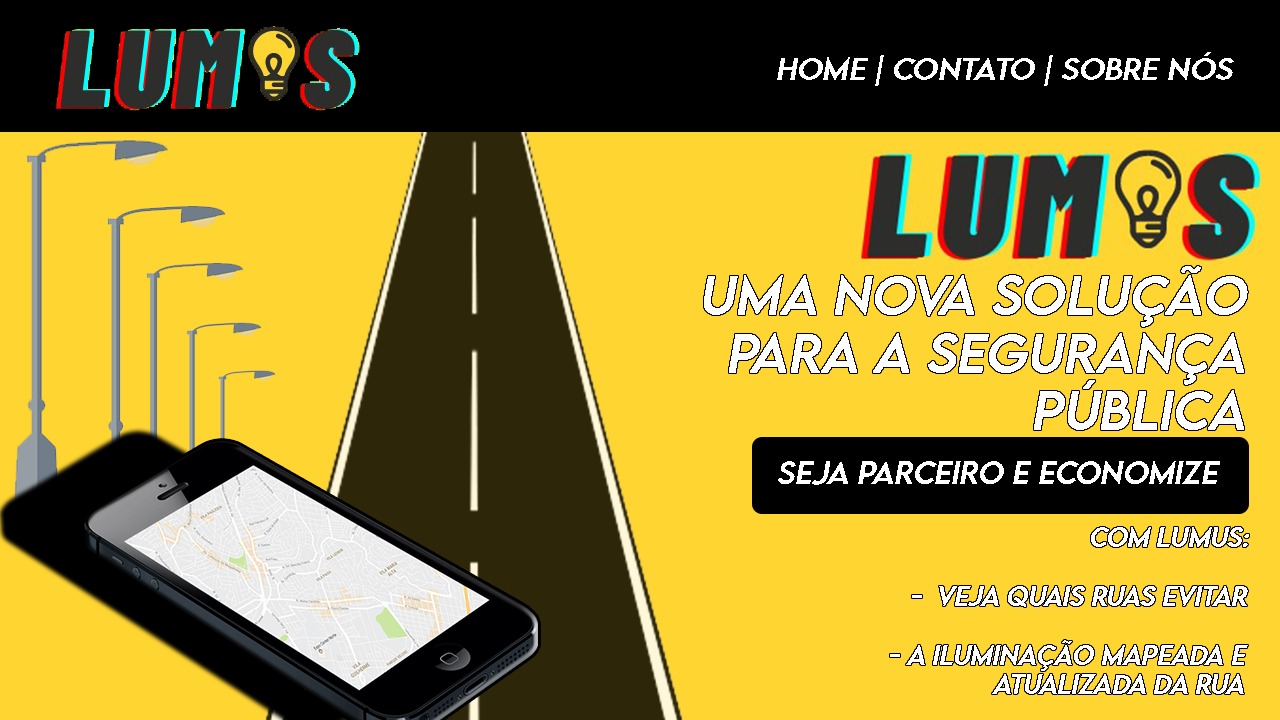 LUMOS
HOME | CONTATO | SOBRE NÓS
LUMOS
UMA NOVA SOLUÇÃO
PARA A SEGURANÇA
PÚBLICA
SEJA PARCEIRO E ECONOMIZE
COM LUMUS:
- VEJA QUAIS RUAS EVITAR
- A ILUMINAÇÃO MAPEADA E
ATUALIZADA DA RUA